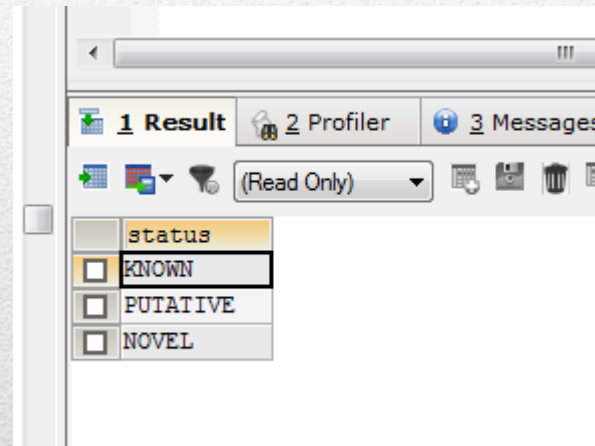 1 Result 2 Profiler 3 Messages
(Read Only)
status
KNOWN
PUTATIVE
NOVEL